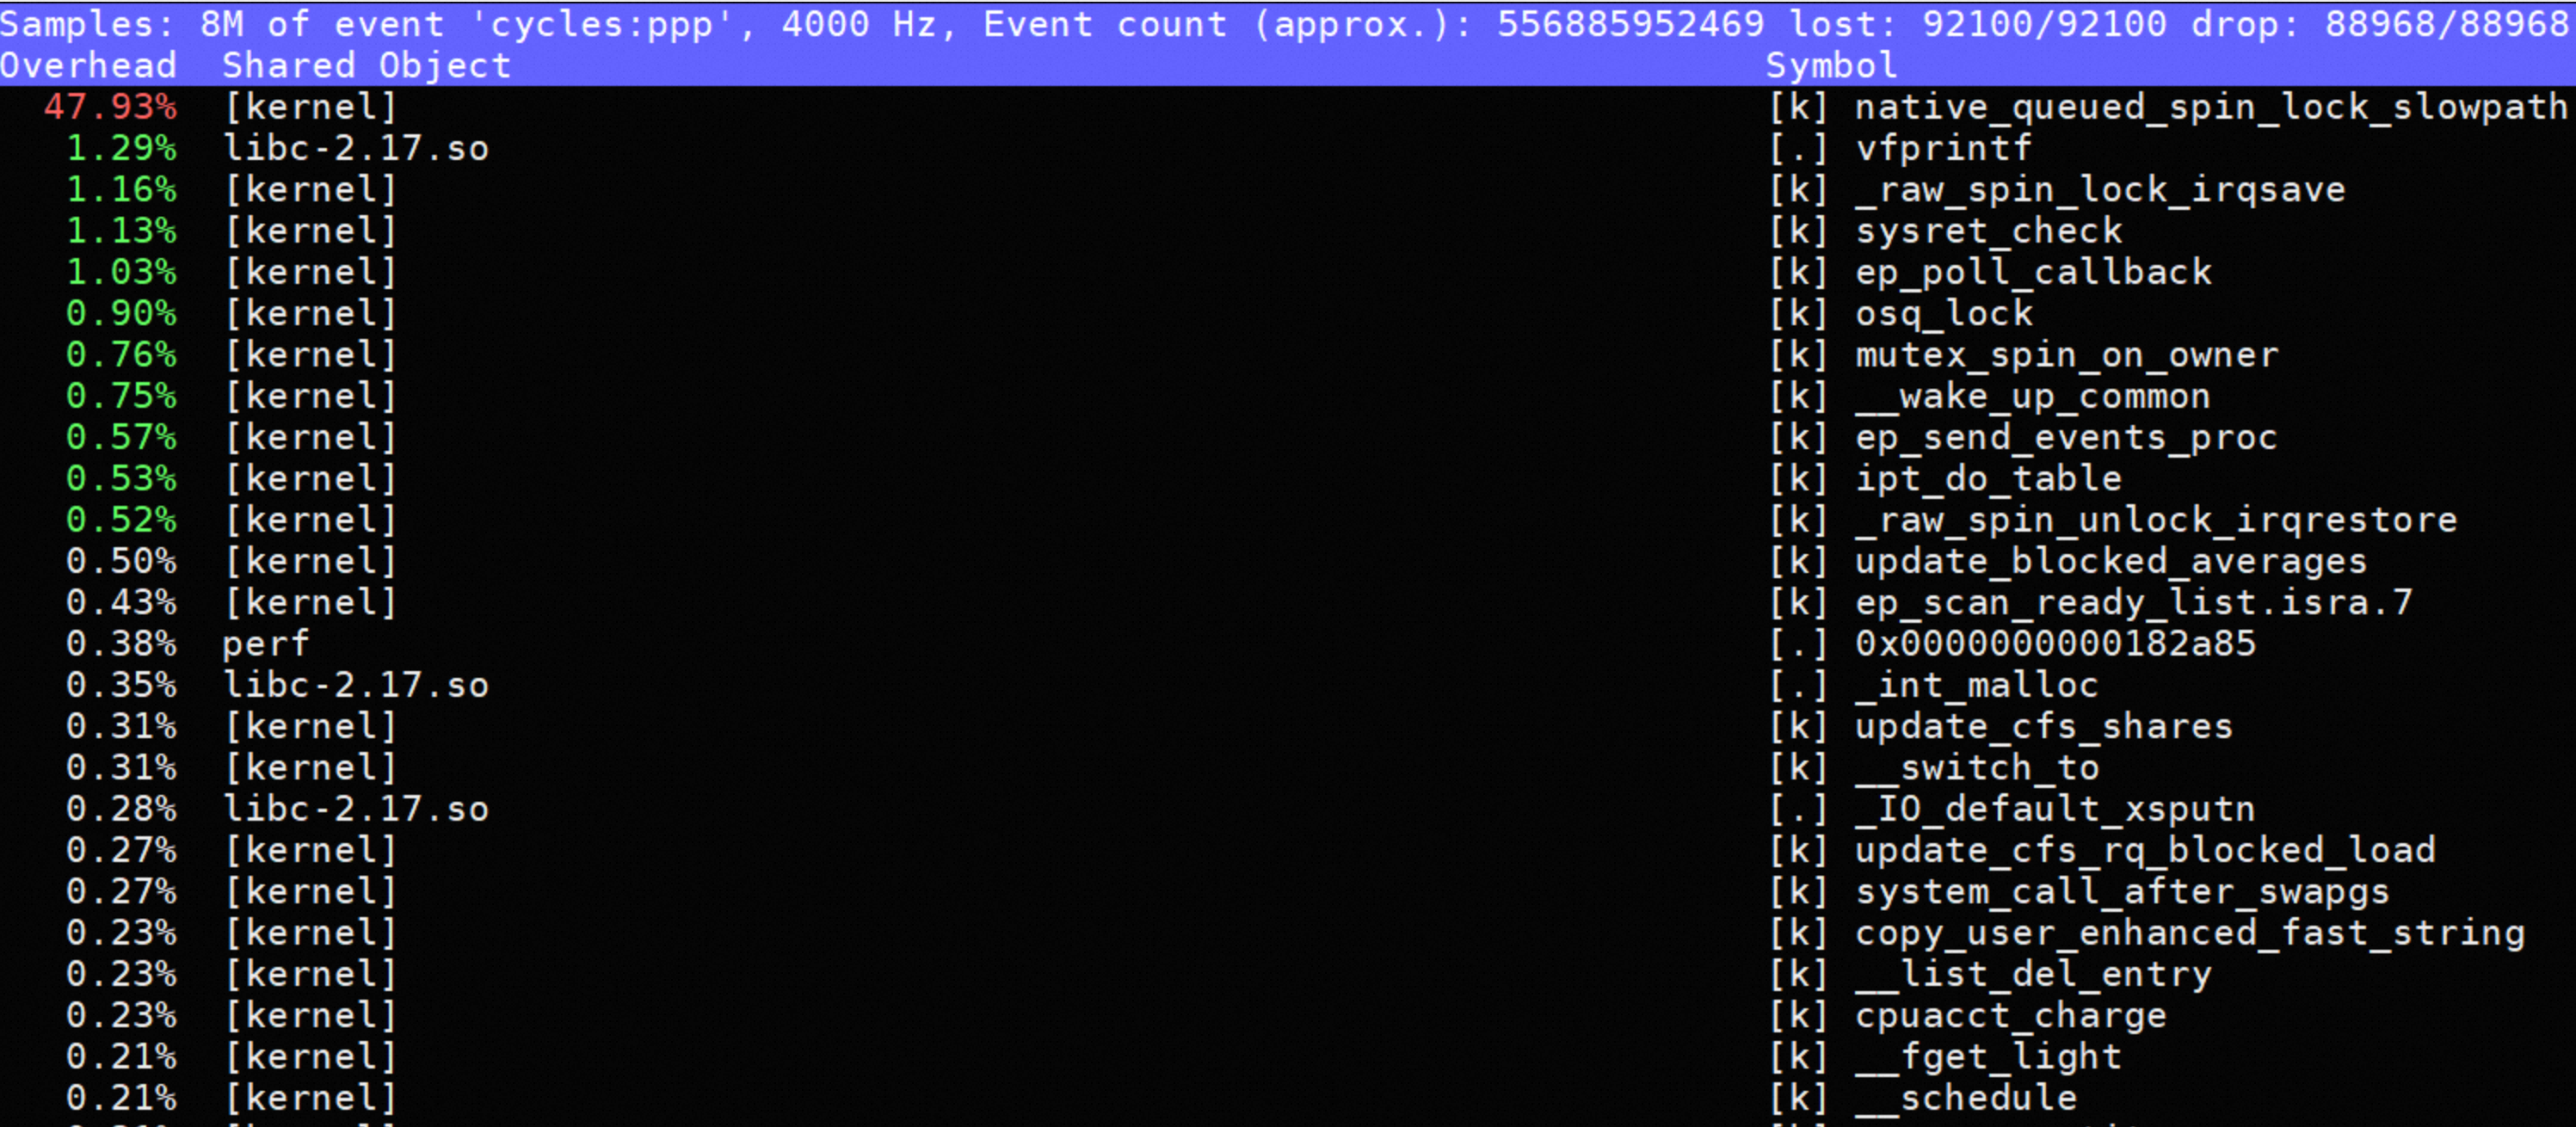 Samples: 8M of event 'cycles:ppp', 4000 Hz, Event count (approx.): 556885952469 lost: 92100/92100 drop: 88968/88968
Overhead  Shared Object  Symbol
47.93%  [kernel]  [k] native_queued_spin_lock_slowpath
1.29%  libc-2.17.so  [.] vfprintf
1.16%  [kernel]  [k] _raw_spin_lock_irqsave
1.13%  [kernel]  [k] sysret_check
1.03%  [kernel]  [k] ep_poll_callback
0.90%  [kernel]  [k] osq_lock
0.76%  [kernel]  [k] mutex_spin_on_owner
0.75%  [kernel]  [k] __wake_up_common
0.57%  [kernel]  [k] ep_send_events_proc
0.53%  [kernel]  [k] ipt_do_table
0.52%  [kernel]  [k] _raw_spin_unlock_irqrestore
0.50%  [kernel]  [k] update_blocked_averages
0.43%  [kernel]  [k] ep_scan_ready_list.isra.7
0.38%  perf  [.] 0x0000000000182a85
0.35%  libc-2.17.so  [.] _int_malloc
0.31%  [kernel]  [k] update_cfs_shares
0.31%  [kernel]  [k] __switch_to
0.28%  libc-2.17.so  [.] _IO_default_xsputn
0.27%  [kernel]  [k] update_cfs_rq_blocked_load
0.27%  [kernel]  [k] system_call_after_swapgs
0.23%  [kernel]  [k] copy_user_enhanced_fast_string
0.23%  [kernel]  [k] __list_del_entry
0.23%  [kernel]  [k] cpuacct_charge
0.21%  [kernel]  [k] __fget_light
0.21%  [kernel]  [k] __schedule